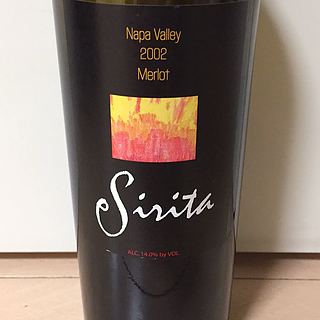 Napa Valley
2002
Merlot
Sirita
ALC. 14.0% by VOL.